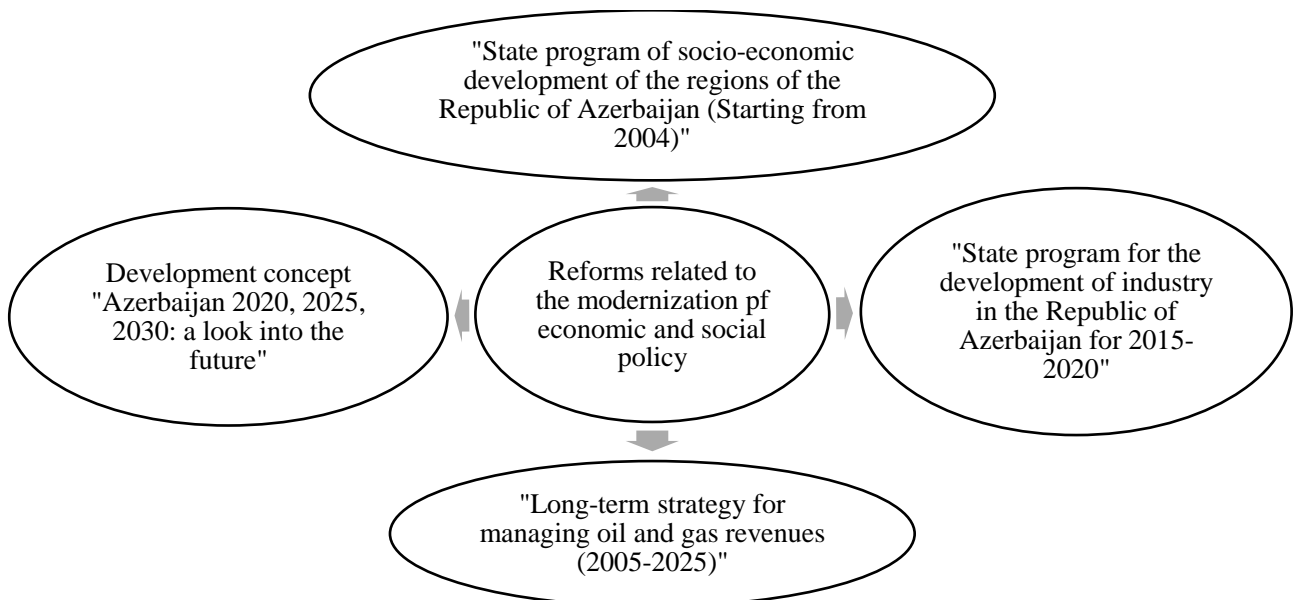 "State program of socio-economic
development of the regions of the
Republic of Azerbaijan (Starting from
2004)"
Development concept
"Azerbaijan 2020, 2025,
2030: a look into the
future"
Reforms related to
the modernization pf
economic and social
policy
"State program for the
development of industry
in the Republic of
Azerbaijan for 2015-
2020"
"Long-term strategy for
managing oil and gas revenues
(2005-2025)"